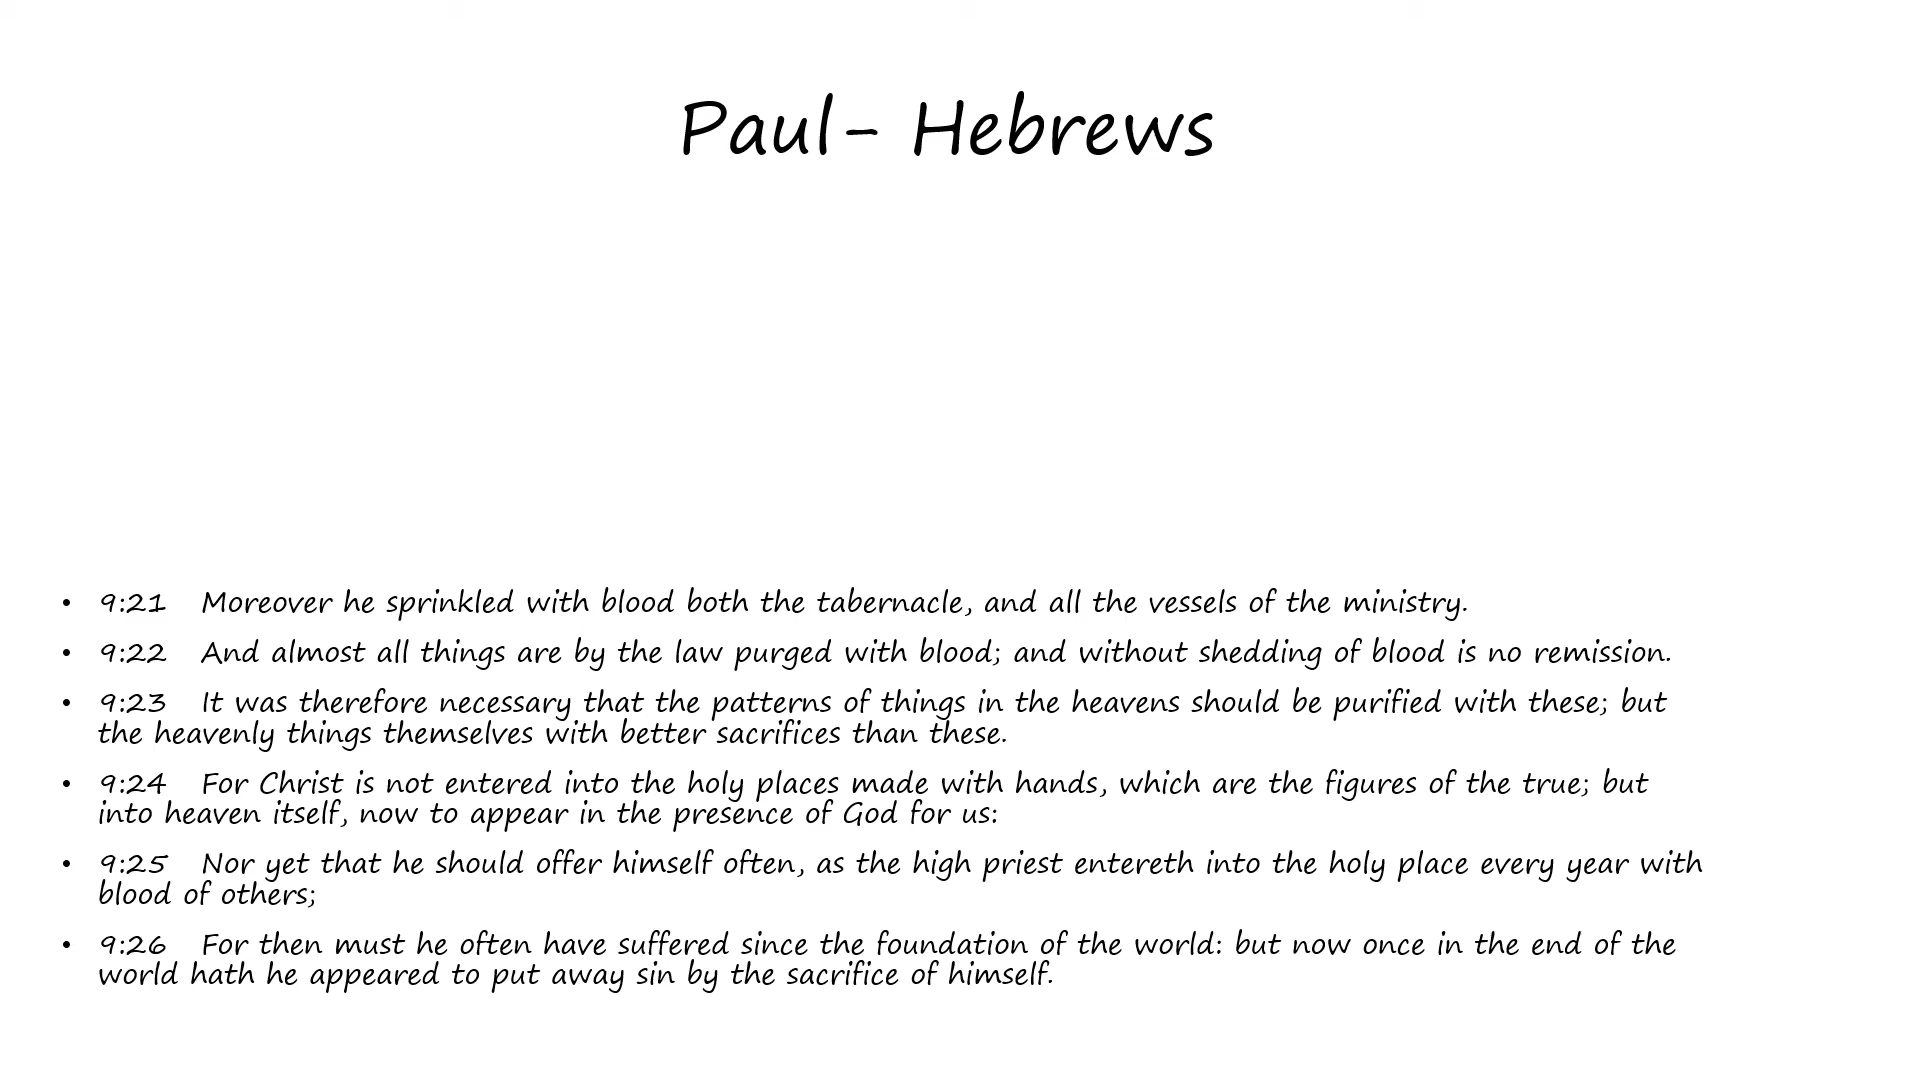 Paul- Hebrews
• 9:21 Moreover he sprinkled with blood both the tabernacle, and all the vessels of the ministry.
• 9:22 And almost all things are by the law purged with blood; and without shedding of blood is no remission.
• 9:23 It was therefore necessary that the patterns of things in the heavens should be purified with these; but
the heavenly things themselves with better sacrifices than these.
• 9:24 For Christ is not entered into the holy places made with hands, which are the figures of the true; but
into heaven itself, now to appear in the presence of God for us:
• 9:25 Nor yet that he should offer himself often, as the high priest entereth into the holy place every year with
blood of others;
• 9:26 For then must he often have suffered since the foundation of the world: but now once in the end of the
world hath he appeared to put away sin by the sacrifice of himself.